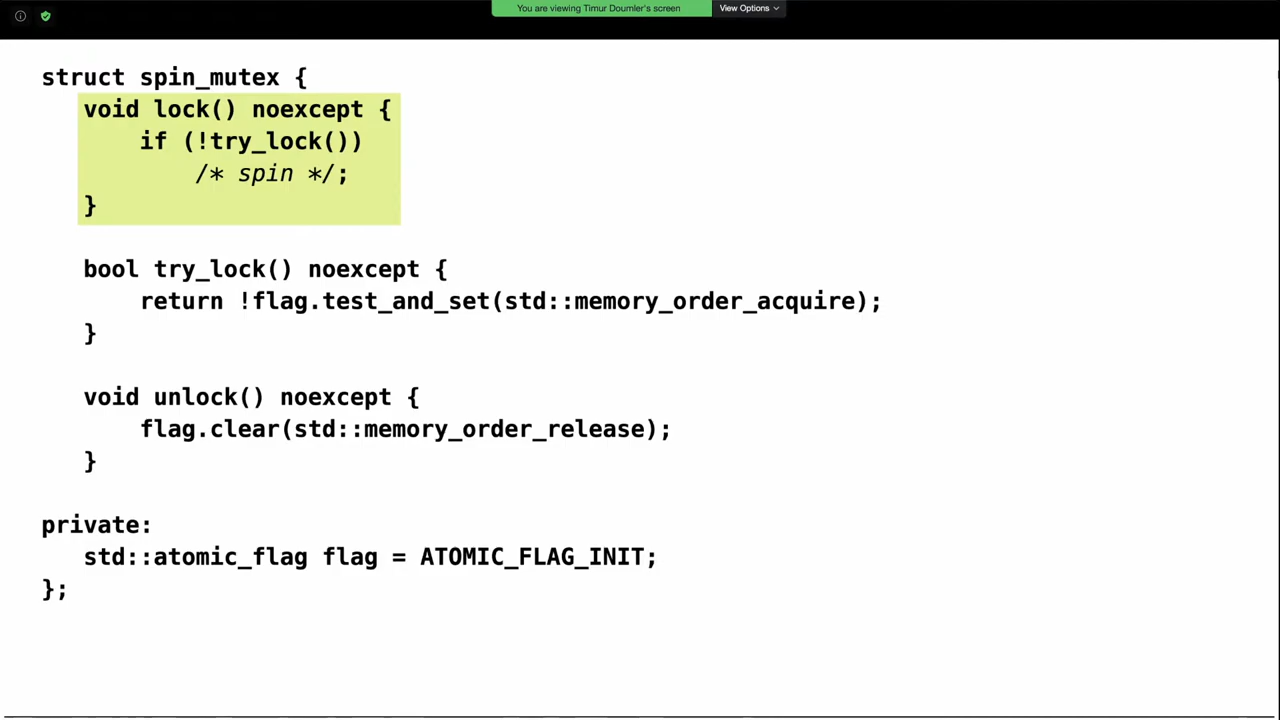 You are viewing Timur Doumler's screen
View Options
struct spin_mutex {
void lock() noexcept {
if (!try_lock())
/* spin */;
}
bool try_lock() noexcept {
return !flag.test_and_set(std::memory_order_acquire);
}
void unlock() noexcept {
flag.clear(std::memory_order_release);
}
private:
std::atomic_flag flag = ATOMIC_FLAG_INIT;
};